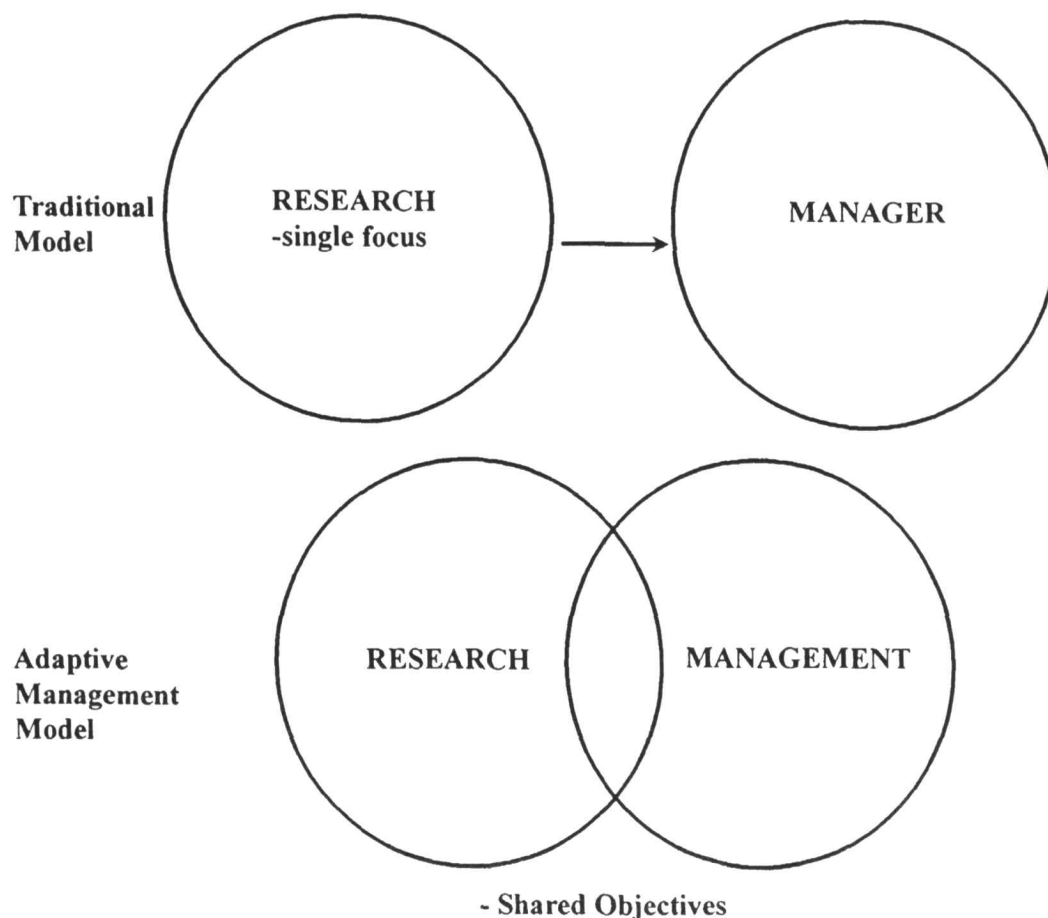 Traditional
Model
RESEARCH
-single focus
MANAGER
Adaptive
Management
Model
RESEARCH
MANAGEMENT
- Shared Objectives